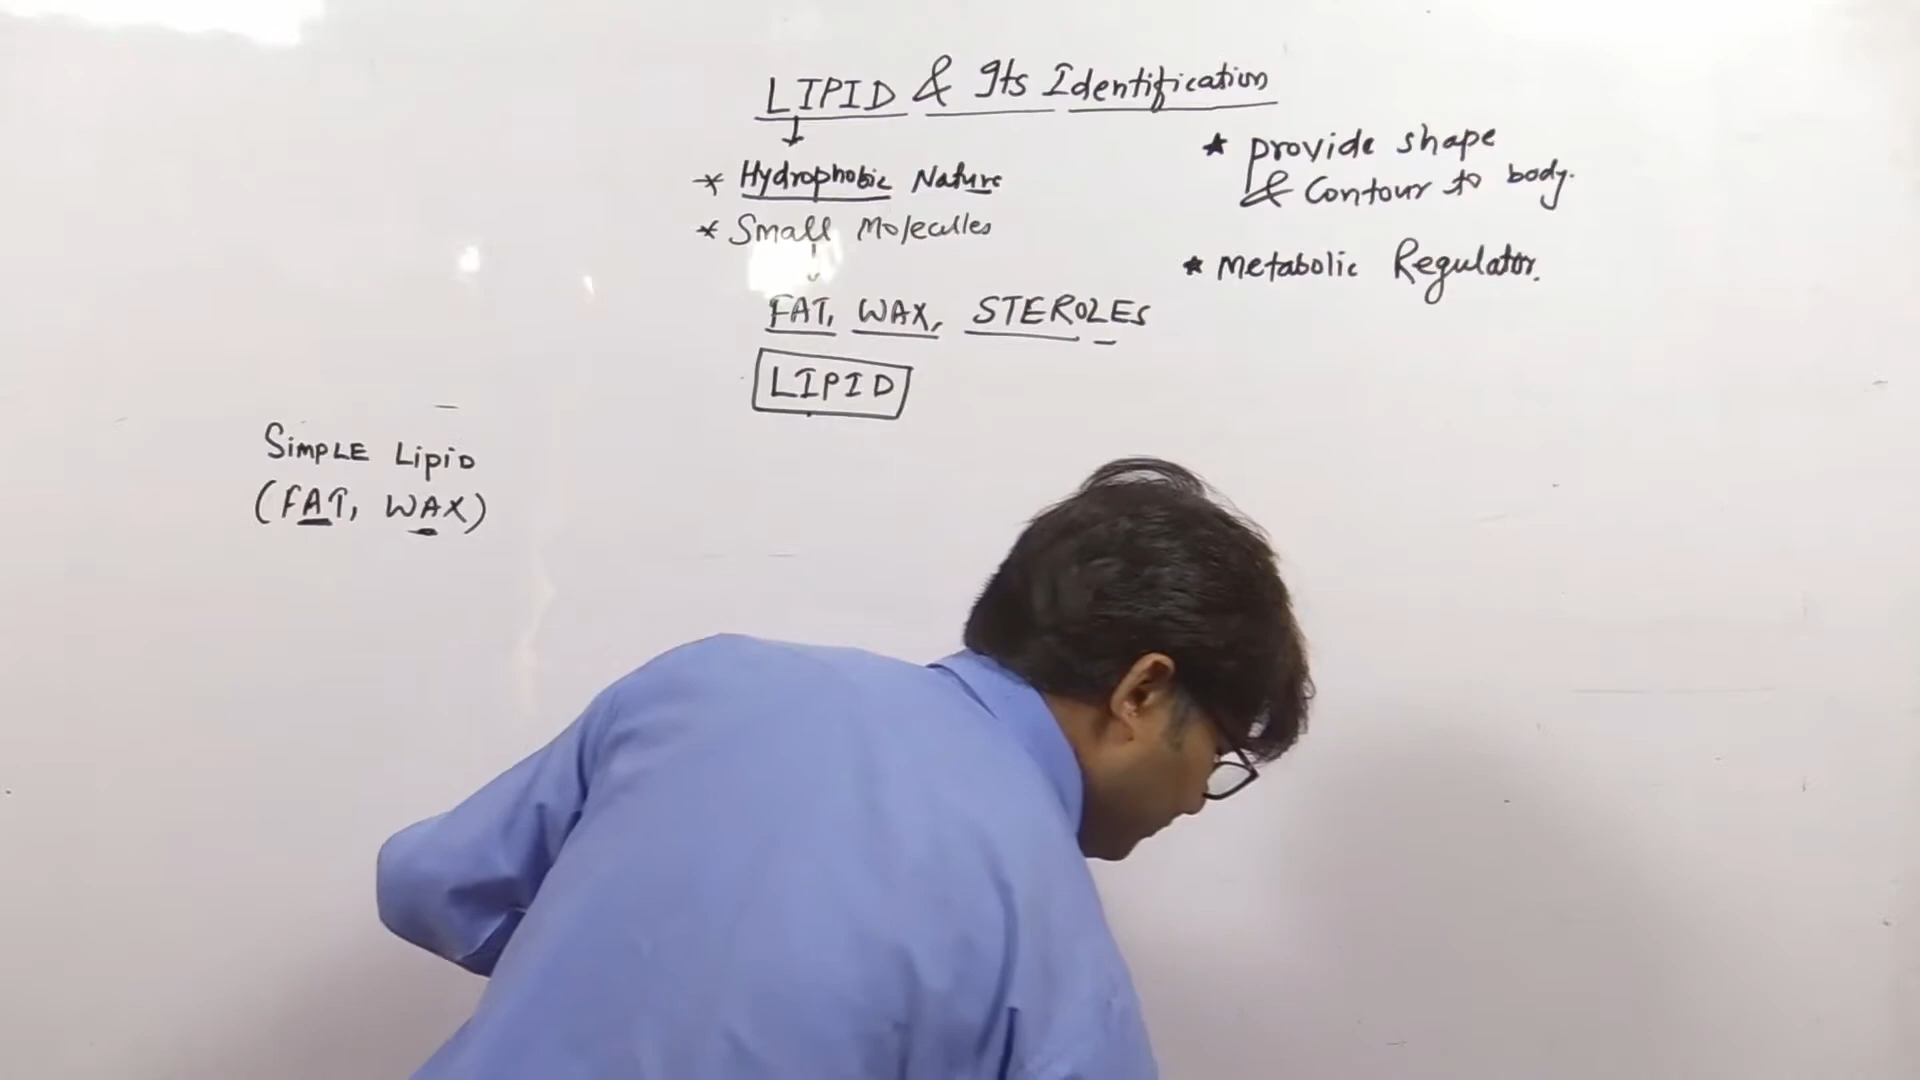 LIPID & Its Identification
* Hydrophobic Nature
* Small Moleculles
FAT, WAX, STEROLEs
LIPID
* provide shape
& Contour to body.
* Metabolic Regulator.
SIMPLE LipiD
(FAT, WAX)